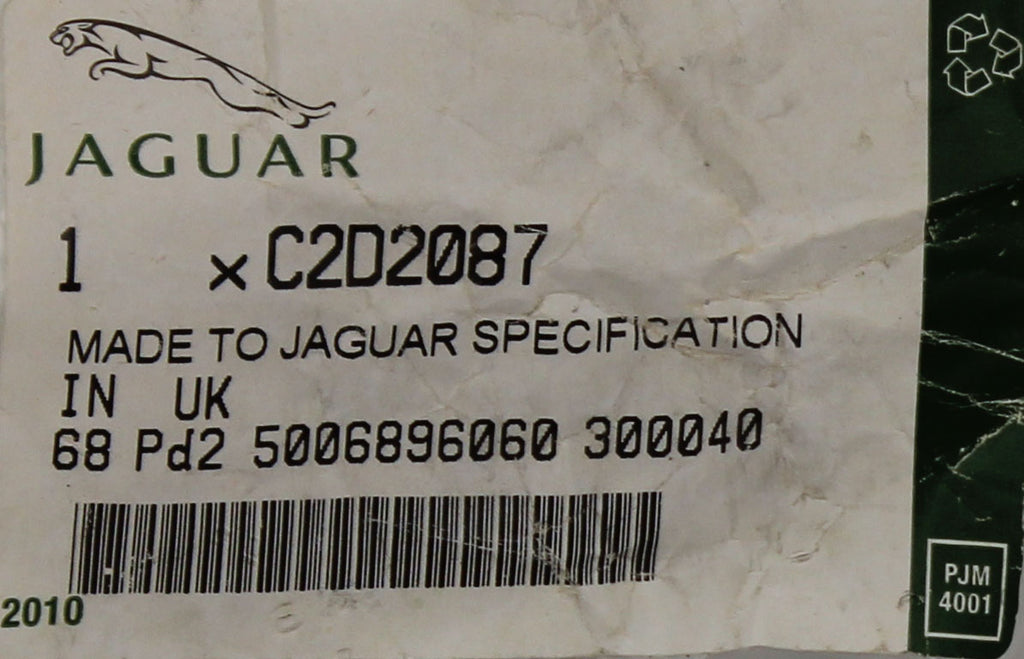 JAGUAR
1 x C2D2087
MADE TO JAGUAR SPECIFICATION
IN UK
68 Pd2 5006896060 300040
2010
PJM
4001